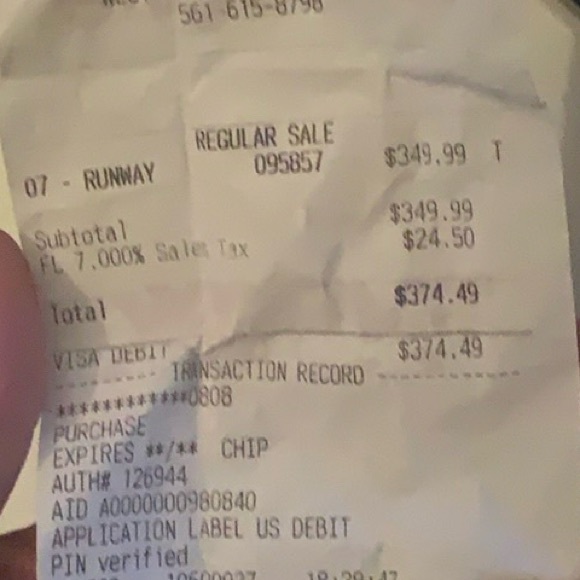 561 615-8798
REGULAR SALE
07 - RUNWAY 095857 $349.99 T
Subtotal $349.99
FL 7.000% Sales Tax $24.50
Total $374.49
VISA DEBIT $374.49
--------- TRANSACTION RECORD -------------
************0808
PURCHASE
EXPIRES **/** CHIP
AUTH# 126944
AID A0000000980840
APPLICATION LABEL US DEBIT
PIN verified